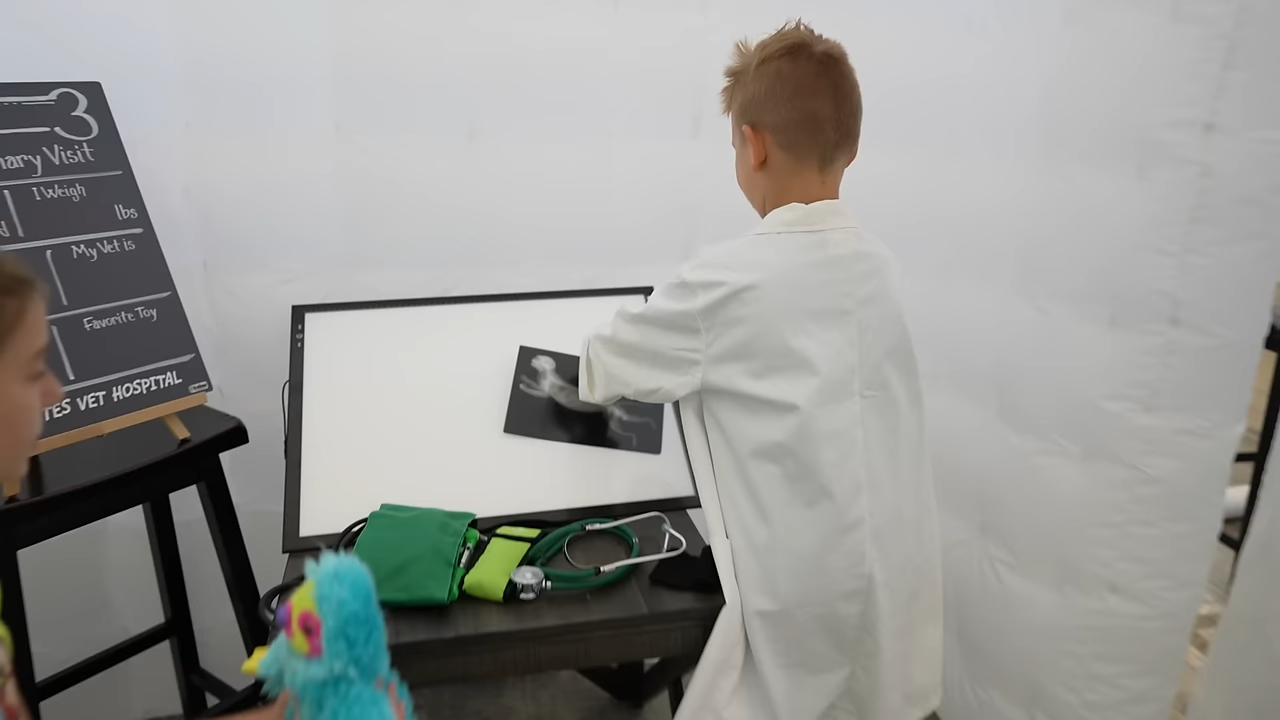 nary Visit
I Weigh
lbs
My Vet is
Favorite Toy
TES VET HOSPITAL